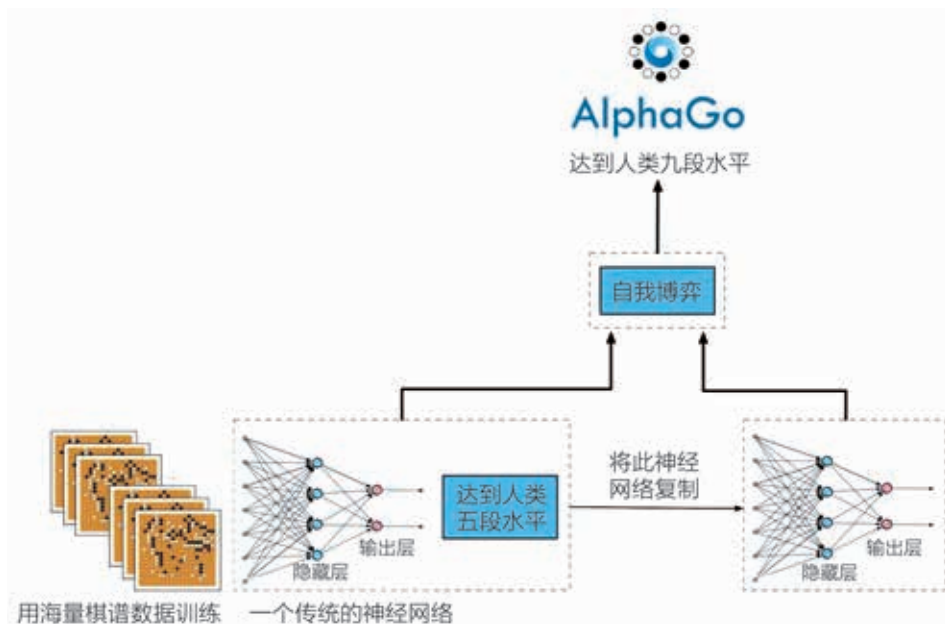 AlphaGo
达到人类九段水平
自我博弈
达到人类
五段水平
将此神经
网络复制
输出层
隐藏层
输出层
隐藏层
用海量棋谱数据训练
一个传统的神经网络